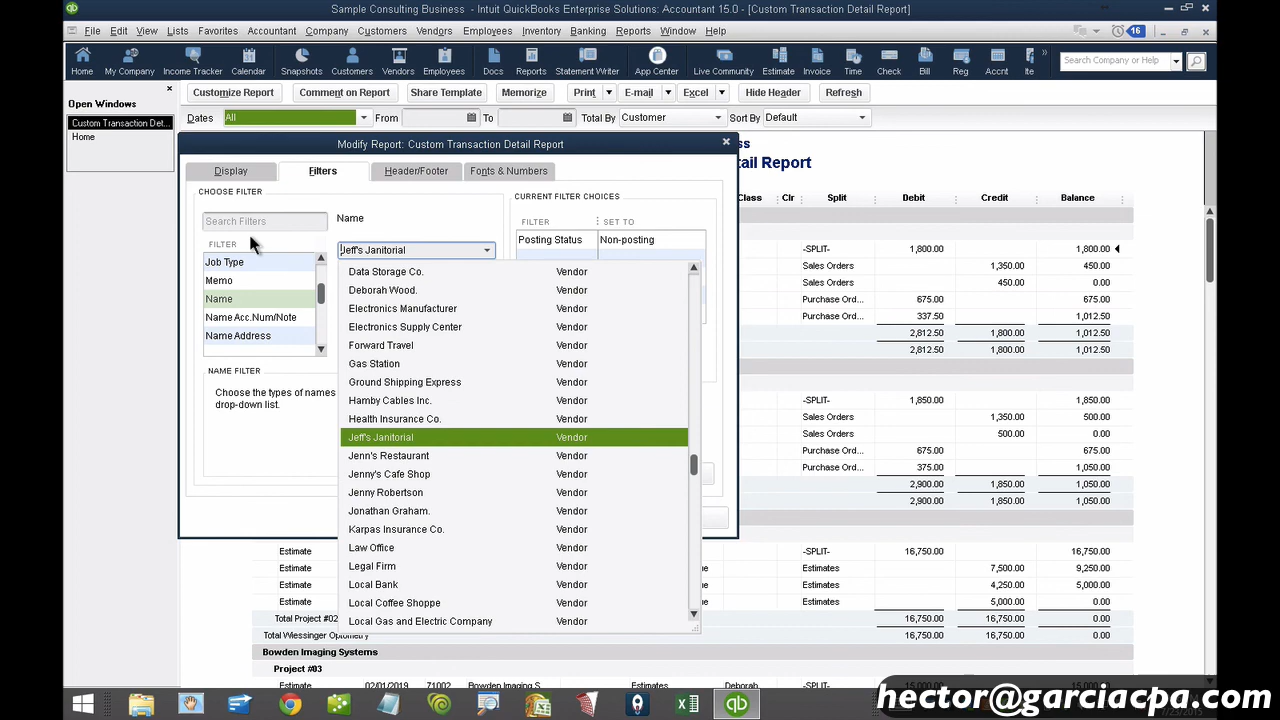 Sample Consulting Business - Intuit QuickBooks Enterprise Solutions: Accountant 15.0 - [Custom Transaction Detail Report]
File Edit View Lists Favorites Accountant Company Customers Vendors Employees Inventory Banking Reports Window Help 16
Home My Company Income Tracker Calendar Snapshots Customers Vendors Employees Docs Reports Statement Writer App Center Live Community Estimate Invoice Time Check Bill Reg Accnt Ite Search Company or Help
Open Windows
Custom Transaction Det...
Home
Customize Report Comment on Report Share Template Memorize Print E-mail Excel Hide Header Refresh
Dates All From To Total By Customer Sort By Default
Modify Report: Custom Transaction Detail Report
Display Filters Header/Footer Fonts & Numbers
CHOOSE FILTER
Search Filters
FILTER
Job Type
Memo
Name
Name Acc.Num/Note
Name Address
NAME FILTER
Choose the types of names
drop-down list.
Name
Jeff's Janitorial
Data Storage Co. Vendor
Deborah Wood. Vendor
Electronics Manufacturer Vendor
Electronics Supply Center Vendor
Forward Travel Vendor
Gas Station Vendor
Ground Shipping Express Vendor
Hamby Cables Inc. Vendor
Health Insurance Co. Vendor
Jeff's Janitorial Vendor
Jenn's Restaurant Vendor
Jenny's Cafe Shop Vendor
Jenny Robertson Vendor
Jonathan Graham. Vendor
Karpas Insurance Co. Vendor
Law Office Vendor
Legal Firm Vendor
Local Bank Vendor
Local Coffee Shoppe Vendor
Local Gas and Electric Company Vendor
CURRENT FILTER CHOICES
FILTER SET TO
Posting Status Non-posting
ss
tail Report
Class Clr Split Debit Credit Balance
-SPLIT- 1,800.00 1,800.00
Sales Orders 1,350.00 450.00
Sales Orders 450.00 0.00
Purchase Ord... 675.00 675.00
Purchase Ord... 337.50 1,012.50
2,812.50 1,800.00 1,012.50
2,812.50 1,800.00 1,012.50
-SPLIT- 1,850.00 1,850.00
Sales Orders 1,350.00 500.00
Sales Orders 500.00 0.00
Purchase Ord... 675.00 675.00
Purchase Ord... 375.00 1,050.00
2,900.00 1,850.00 1,050.00
2,900.00 1,850.00 1,050.00
Estimate -SPLIT- 16,750.00 16,750.00
Estimate ue Estimates 7,500.00 9,250.00
Estimate Estimates 4,250.00 5,000.00
Estimate ue Estimates 5,000.00 0.00
Total Project #02 16,750.00 16,750.00 0.00
Total Wiessinger Optometry 16,750.00 16,750.00 0.00
Bowden Imaging Systems
Project #03
Estimate 02/01/2019 71002 Bowden Imaging S... Estimates Deborah -SPLIT- 15,000.00
hector@garciacpa.com